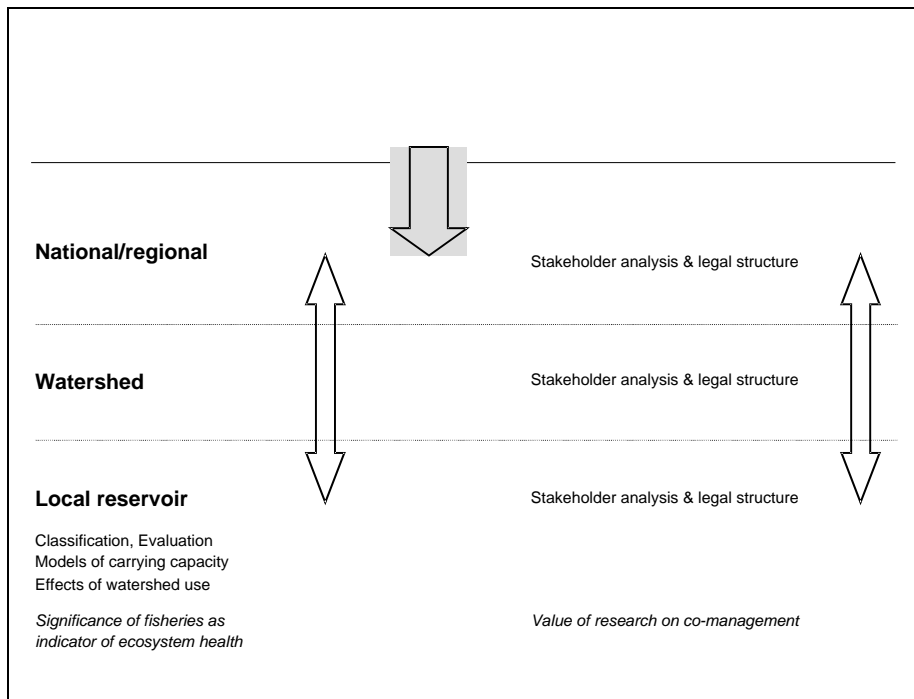 National/regional
Stakeholder analysis & legal structure
Watershed
Stakeholder analysis & legal structure
Local reservoir
Stakeholder analysis & legal structure
Classification, Evaluation
Models of carrying capacity
Effects of watershed use
Significance of fisheries as
indicator of ecosystem health
Value of research on co-management